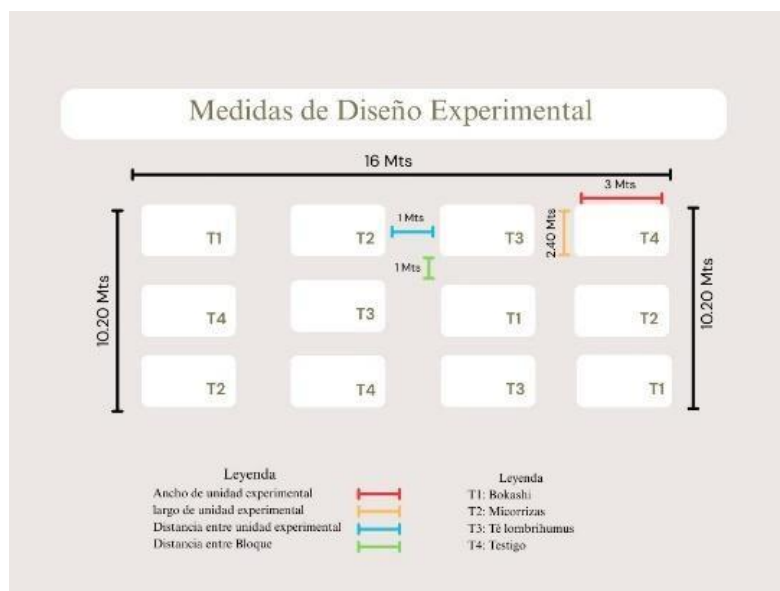 Medidas de Diseño Experimental
16 Mts
3 Mts
T1
T2
1 Mts
T3
2.40 Mts
T4
10.20 Mts
1 Mts
10.20 Mts
T4
T3
T1
T2
T2
T4
T3
T1
Leyenda
Ancho de unidad experimental
largo de unidad experimental
Distancia entre unidad experimental
Distancia entre Bloque
Leyenda
T1: Bokashi
T2: Micorrizas
T3: Tè lombrihumus
T4: Testigo